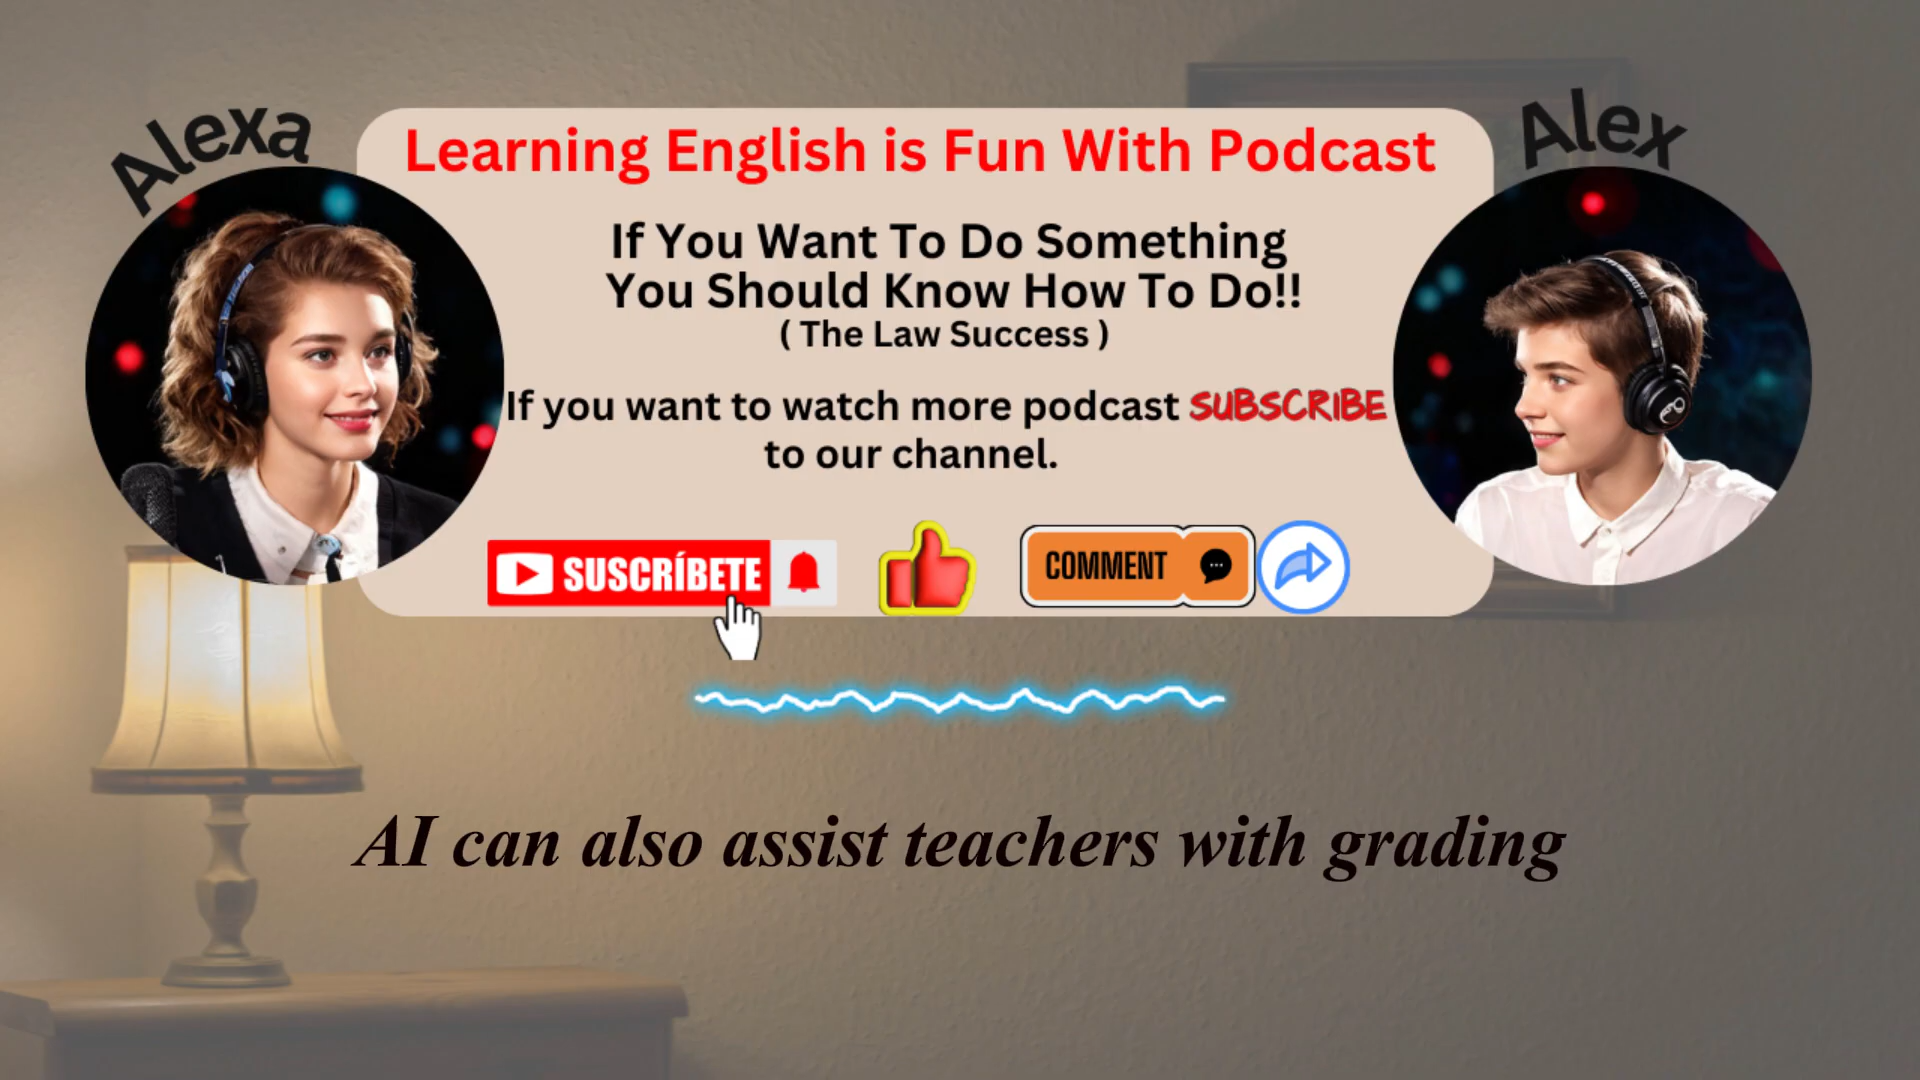 Alexa
Alex
Learning English is Fun With Podcast
If You Want To Do Something
You Should Know How To Do!!
( The Law Success )
If you want to watch more podcast SUBSCRIBE
to our channel.
SUSCRÍBETE
COMMENT
AI can also assist teachers with grading